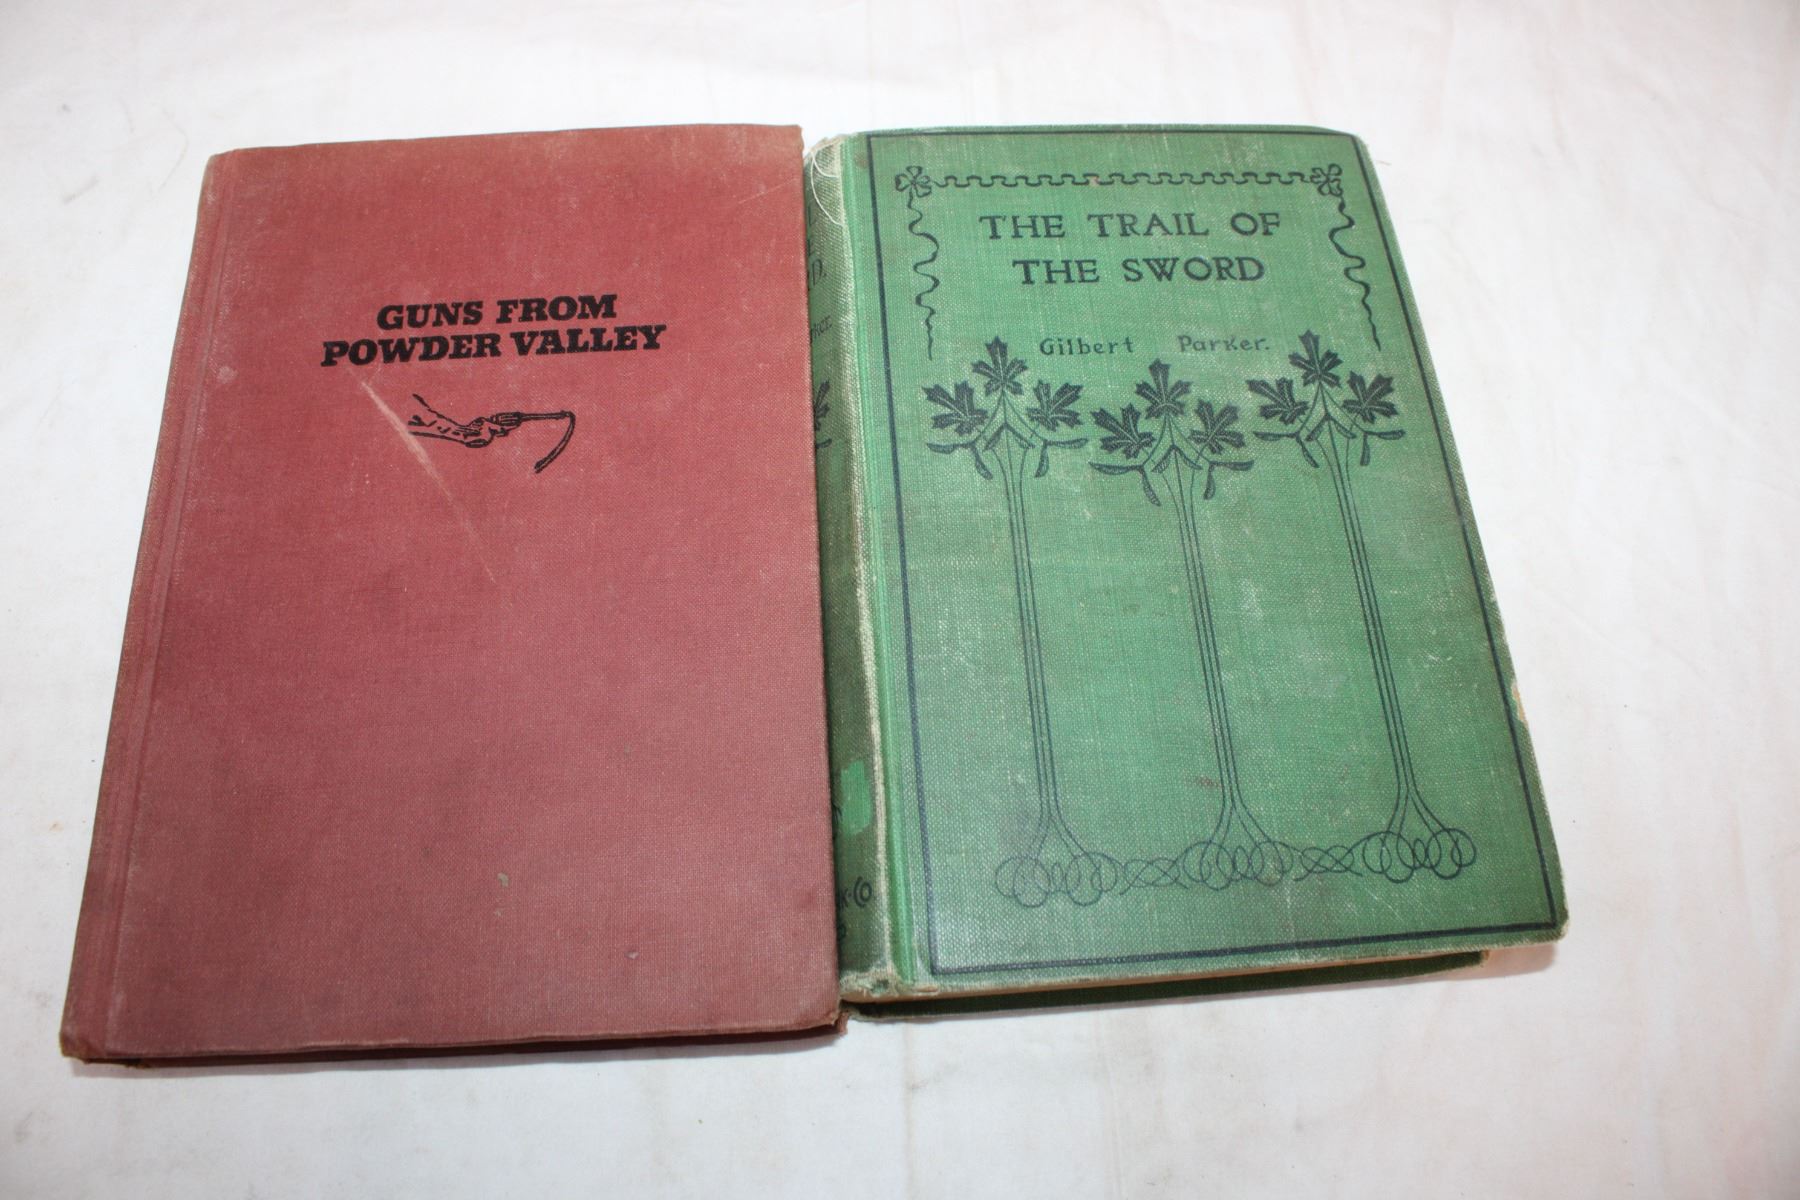 GUNS FROM
POWDER VALLEY
THE TRAIL OF
THE SWORD
Gilbert Parker.